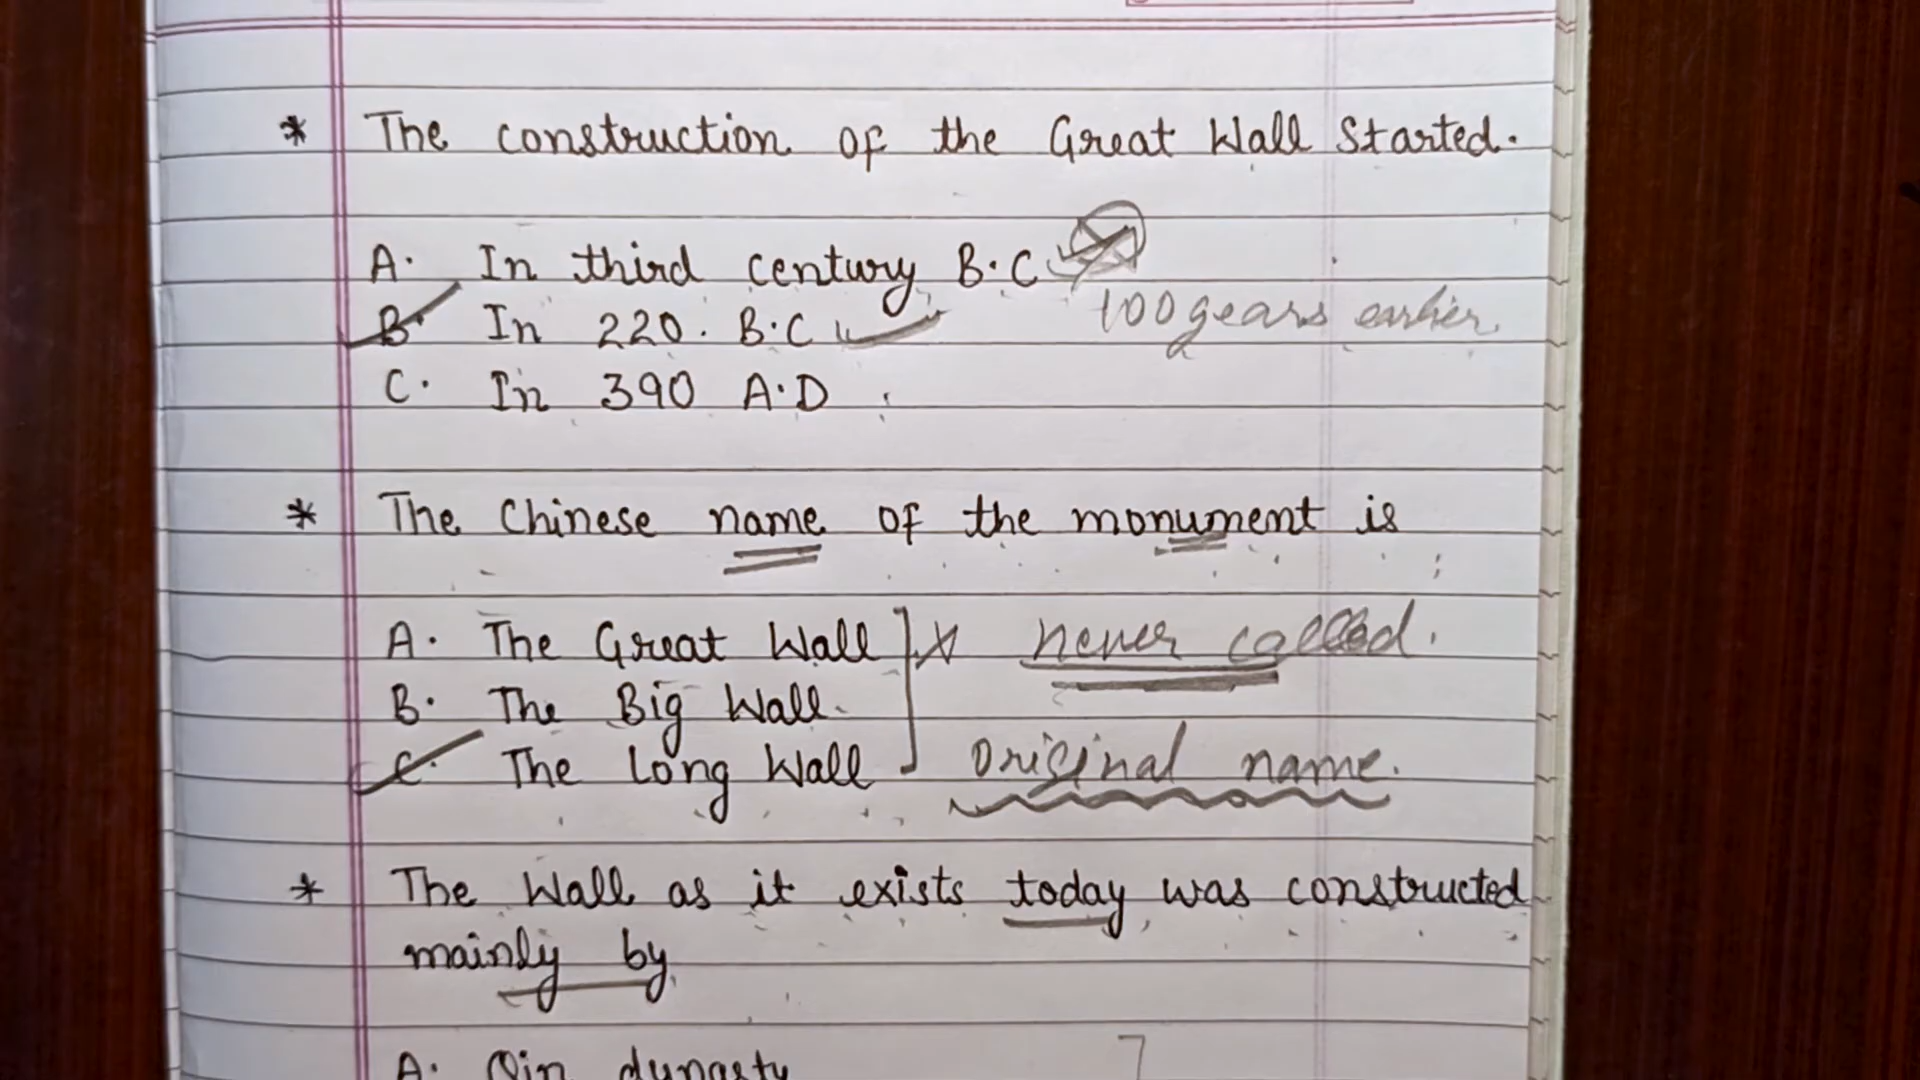 * The construction of the Great Wall Started.
A. In third century B.C
100 years earlier.
B. In 220. B.C
C. In 390 A.D
* The Chinese name of the monument is
A. The Great Wall ] x never called.
B. The Big Wall.
C. The Long Wall original name.
* The Wall as it exists today was constructed
mainly by
A. Qin dynasty